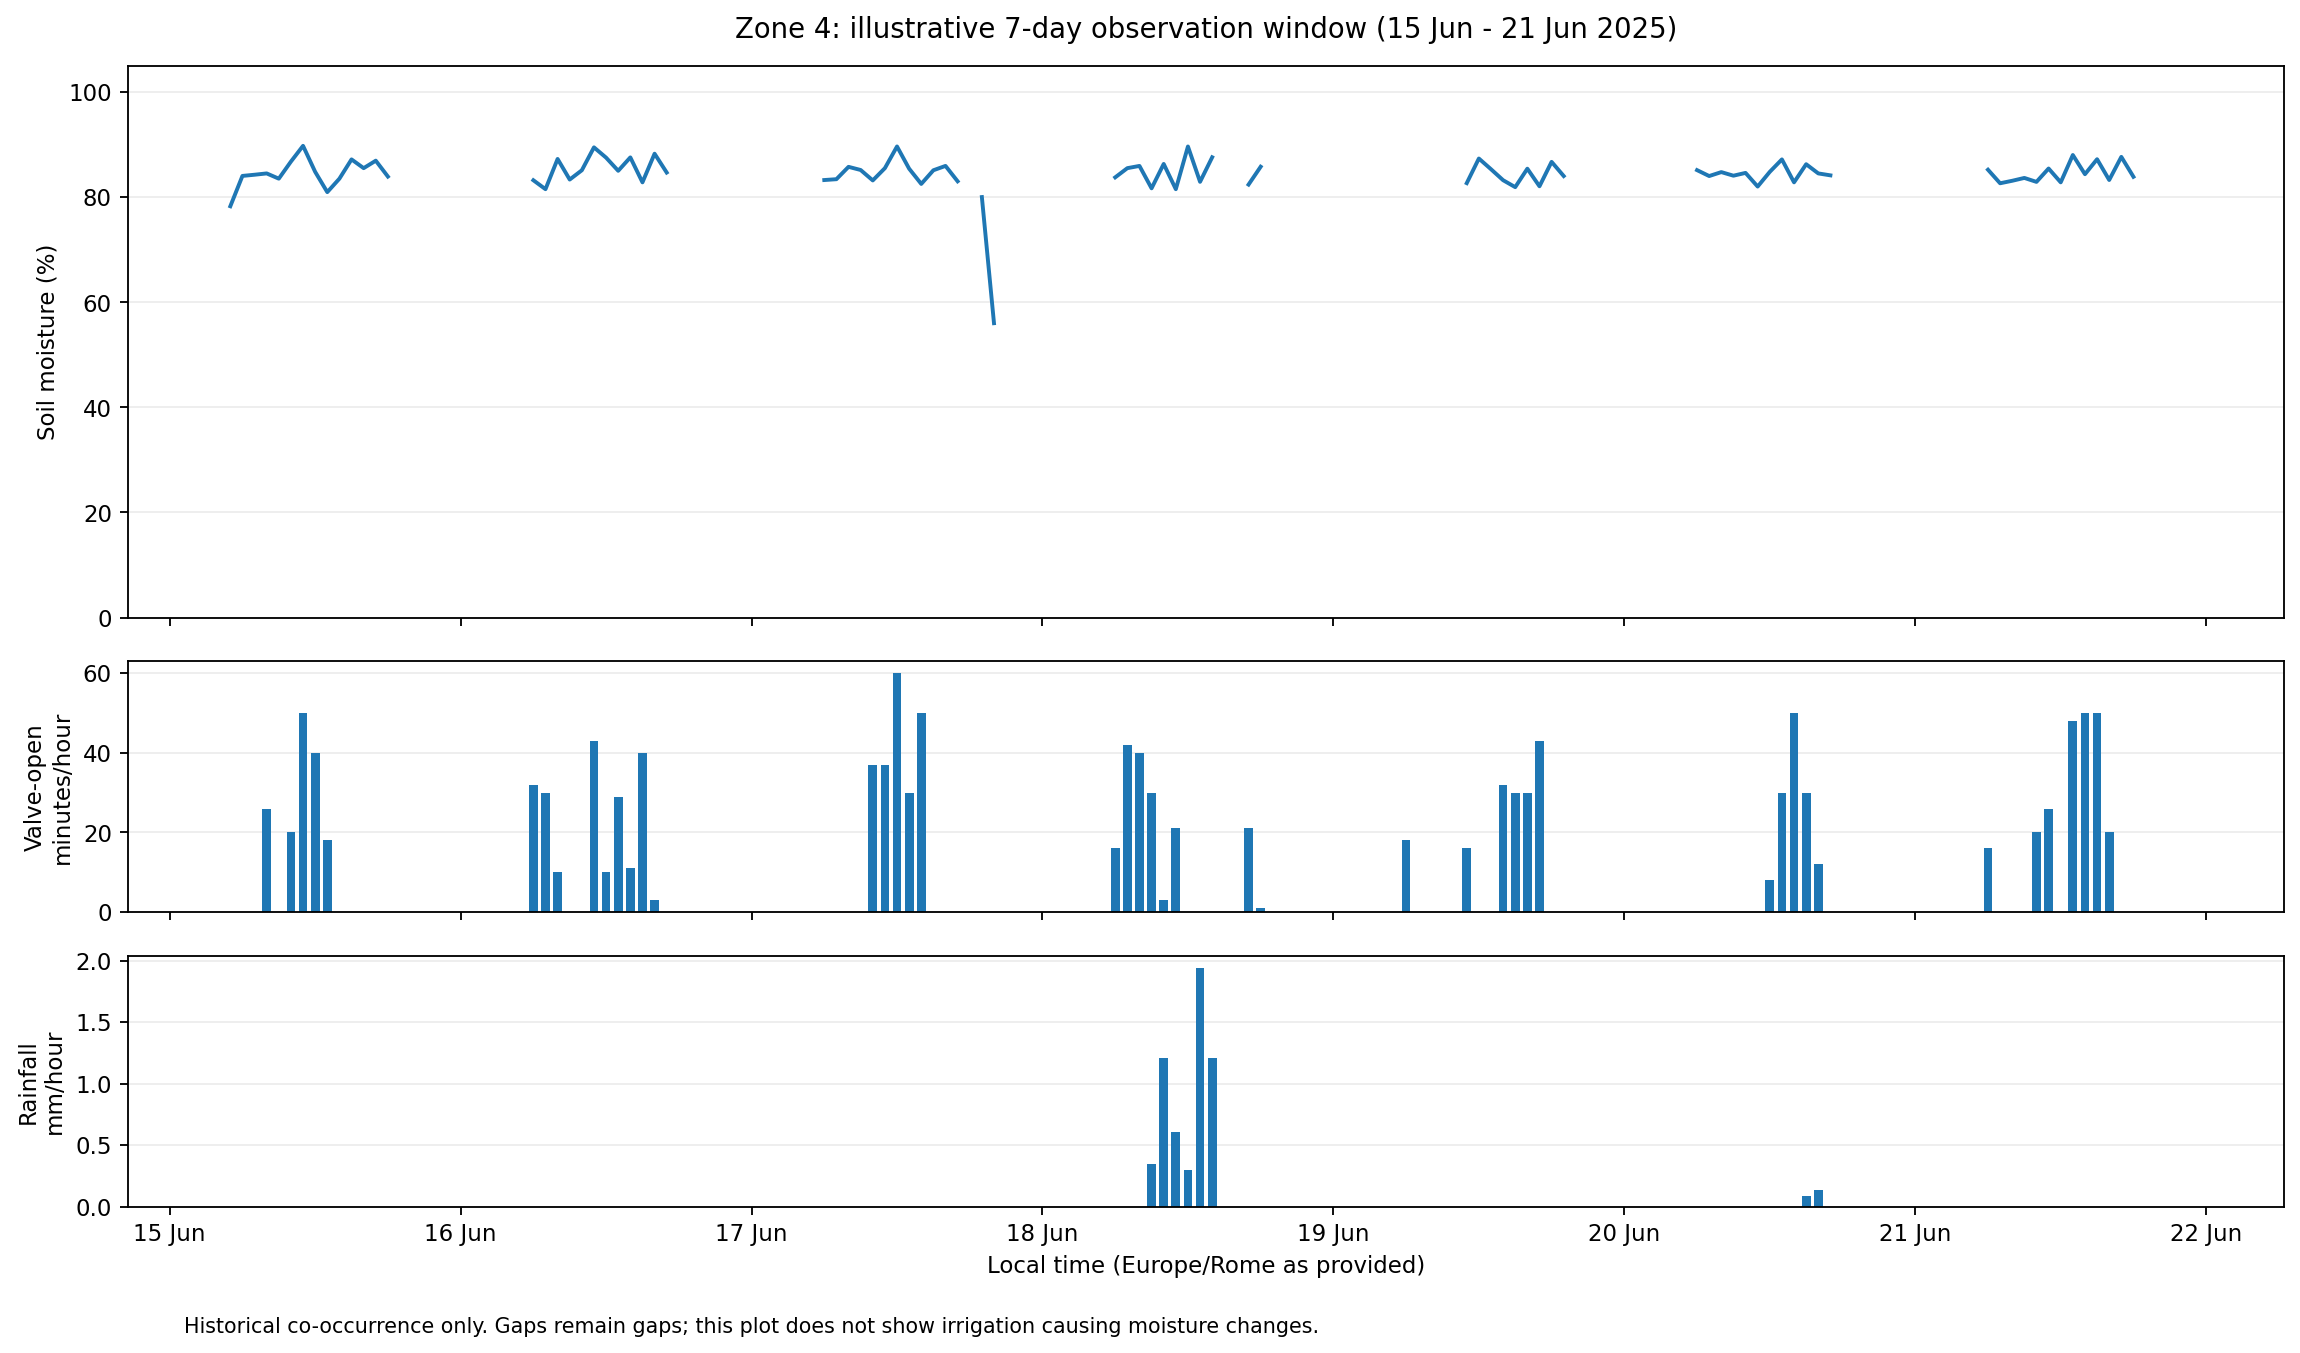 Zone 4: illustrative 7-day observation window (15 Jun - 21 Jun 2025)
100
80
60
40
20
0
Soil moisture (%)
60
40
20
0
Valve-open
minutes/hour
2.0
1.5
1.0
0.5
0.0
Rainfall
mm/hour
15 Jun
16 Jun
17 Jun
18 Jun
19 Jun
20 Jun
21 Jun
22 Jun
Local time (Europe/Rome as provided)
Historical co-occurrence only. Gaps remain gaps; this plot does not show irrigation causing moisture changes.